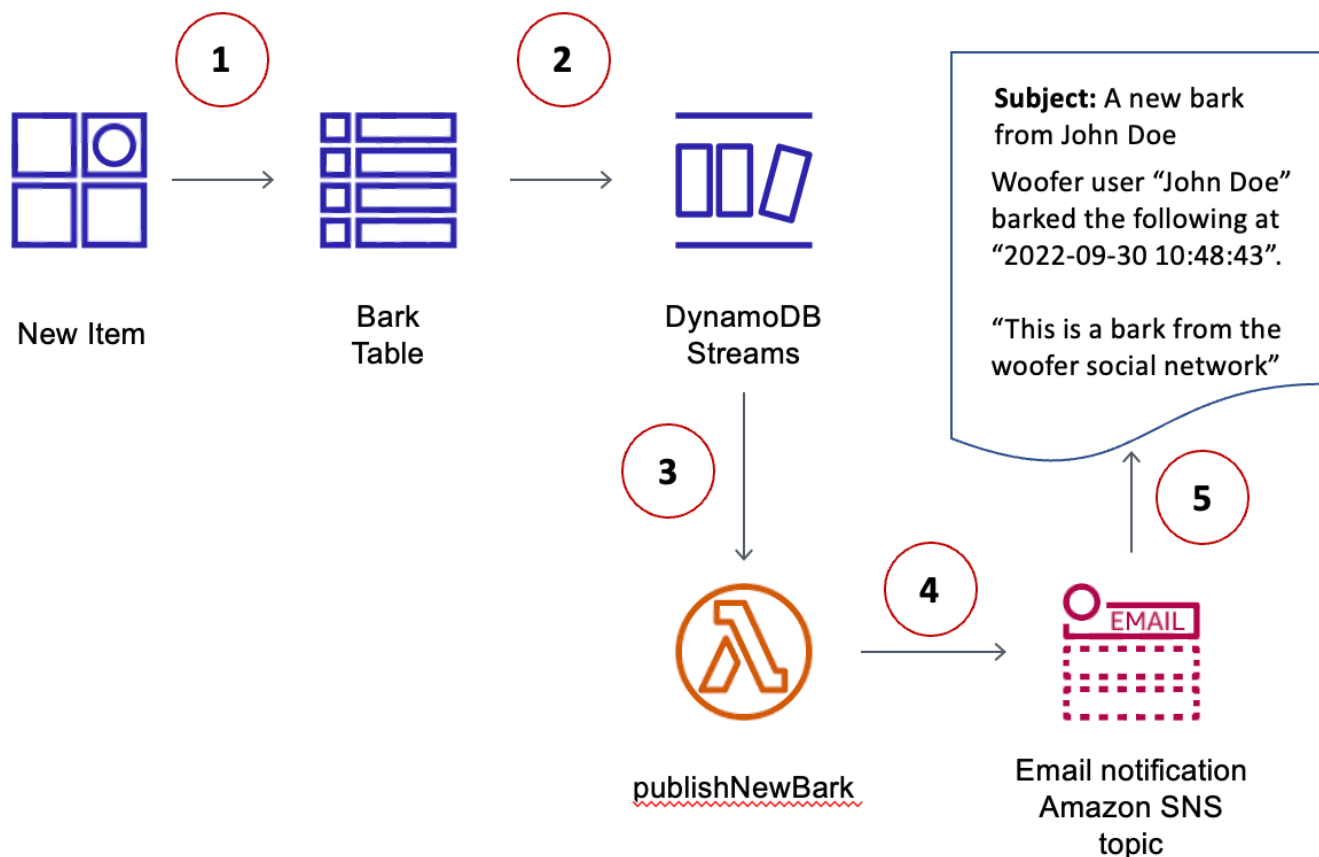 1
2
New Item
Bark
Table
DynamoDB
Streams
Subject: A new bark
from John Doe
Woofer user “John Doe”
barked the following at
“2022-09-30 10:48:43”.
“This is a bark from the
woofer social network”
3
4
5
publishNewBark
EMAIL
Email notification
Amazon SNS
topic